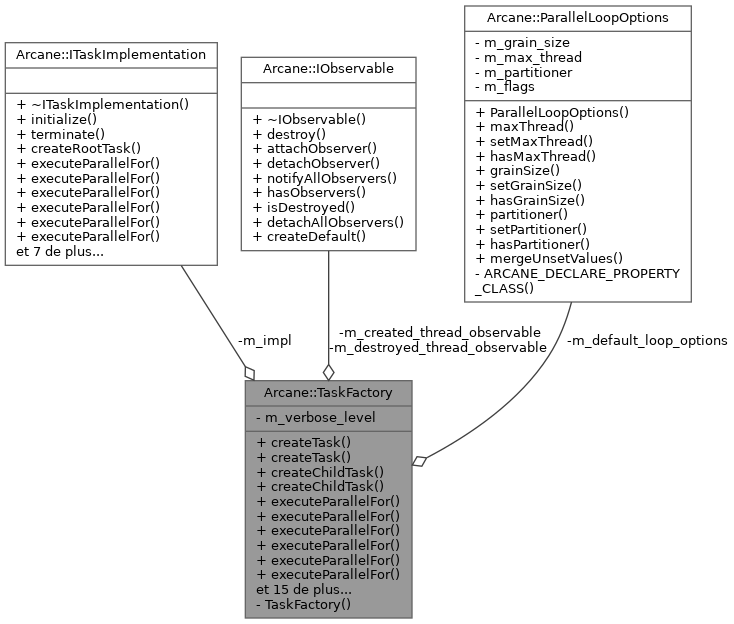 Arcane::ITaskImplementation
+ ~ITaskImplementation()
+ initialize()
+ terminate()
+ createRootTask()
+ executeParallelFor()
+ executeParallelFor()
+ executeParallelFor()
+ executeParallelFor()
+ executeParallelFor()
+ executeParallelFor()
et 7 de plus...
Arcane::IObservable
+ ~IObservable()
+ destroy()
+ attachObserver()
+ detachObserver()
+ notifyAllObservers()
+ hasObservers()
+ isDestroyed()
+ detachAllObservers()
+ createDefault()
Arcane::ParallelLoopOptions
- m_grain_size
- m_max_thread
- m_partitioner
- m_flags
+ ParallelLoopOptions()
+ maxThread()
+ setMaxThread()
+ hasMaxThread()
+ grainSize()
+ setGrainSize()
+ hasGrainSize()
+ partitioner()
+ setPartitioner()
+ hasPartitioner()
+ mergeUnsetValues()
- ARCANE_DECLARE_PROPERTY
_CLASS()
-m_impl
-m_created_thread_observable
-m_destroyed_thread_observable
-m_default_loop_options
Arcane::TaskFactory
- m_verbose_level
+ createTask()
+ createTask()
+ createChildTask()
+ createChildTask()
+ executeParallelFor()
+ executeParallelFor()
+ executeParallelFor()
+ executeParallelFor()
+ executeParallelFor()
+ executeParallelFor()
et 15 de plus...
- TaskFactory()